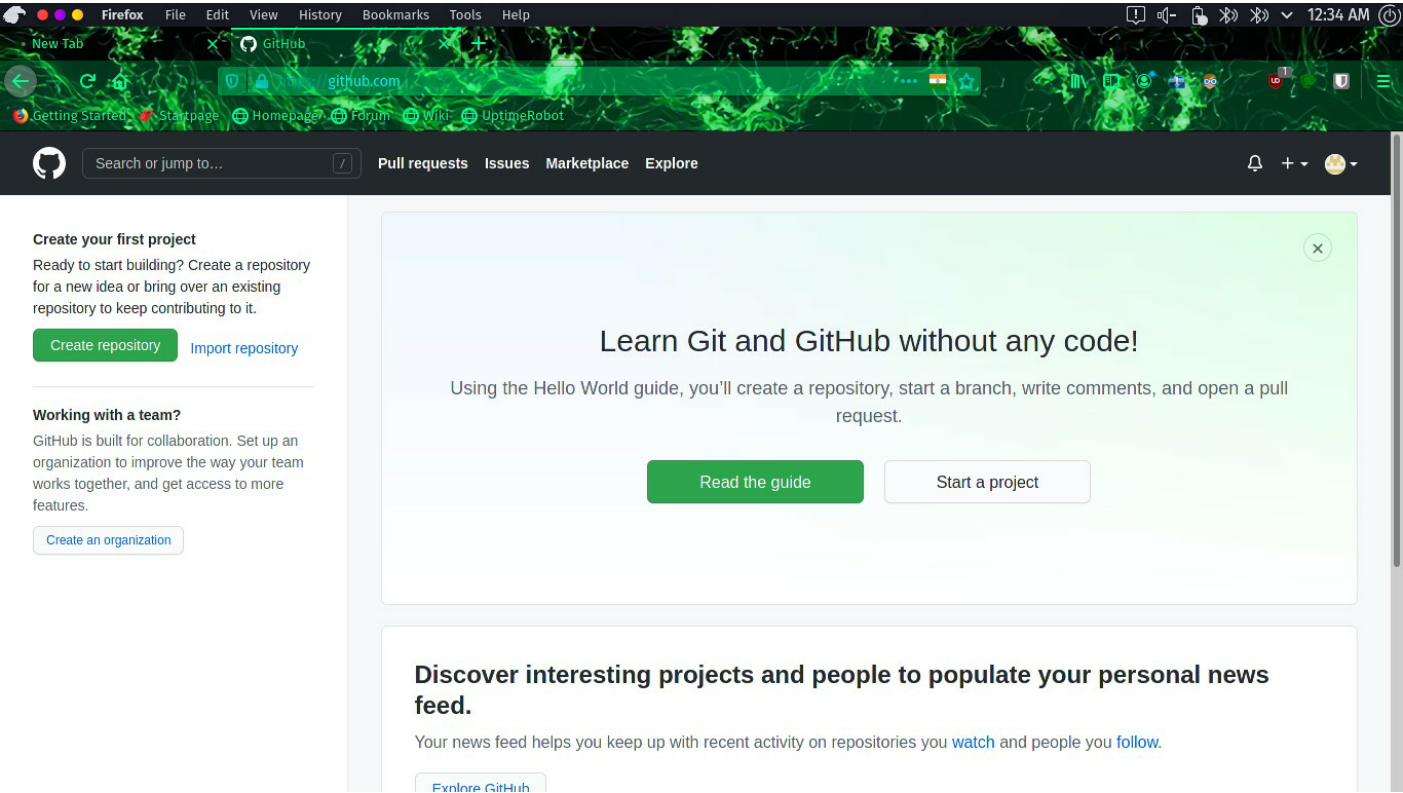 Firefox File Edit View History Bookmarks Tools Help 12:34 AM
New Tab GitHub
https://github.com
Getting Started Startpage Homepage Forum Wiki UptimeRobot
Search or jump to… / Pull requests Issues Marketplace Explore
Create your first project
Ready to start building? Create a repository
for a new idea or bring over an existing
repository to keep contributing to it.
Create repository Import repository
Working with a team?
GitHub is built for collaboration. Set up an
organization to improve the way your team
works together, and get access to more
features.
Create an organization
Learn Git and GitHub without any code!
Using the Hello World guide, you’ll create a repository, start a branch, write comments, and open a pull
request.
Read the guide Start a project
Discover interesting projects and people to populate your personal news
feed.
Your news feed helps you keep up with recent activity on repositories you watch and people you follow.
Explore GitHub